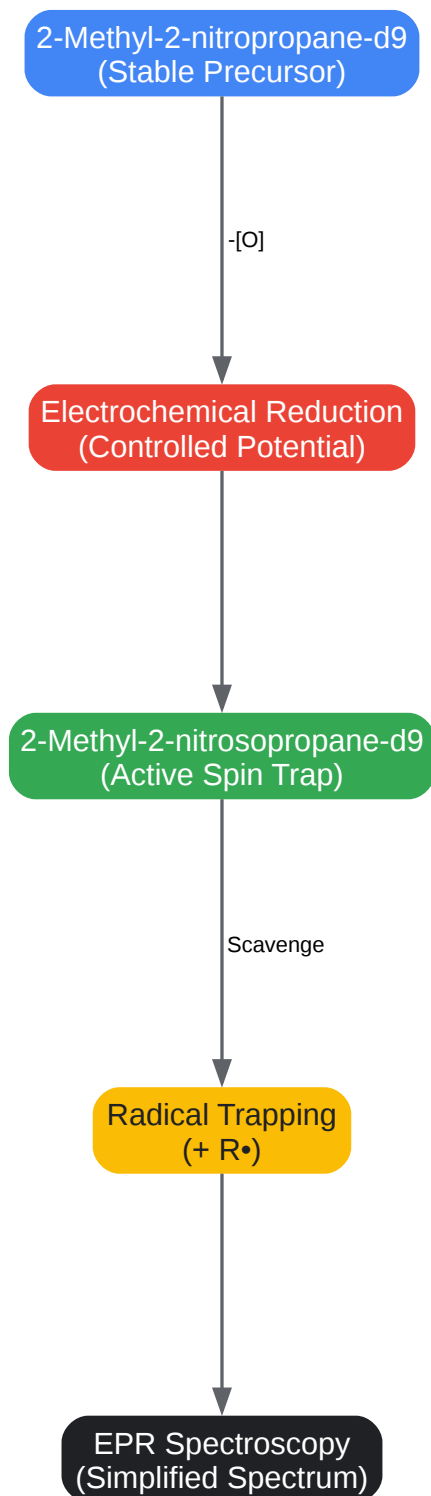 2-Methyl-2-nitropropane-d9
(Stable Precursor)
-[O]
Electrochemical Reduction
(Controlled Potential)
2-Methyl-2-nitrosopropane-d9
(Active Spin Trap)
Scavenge
Radical Trapping
(+ R•)
EPR Spectroscopy
(Simplified Spectrum)